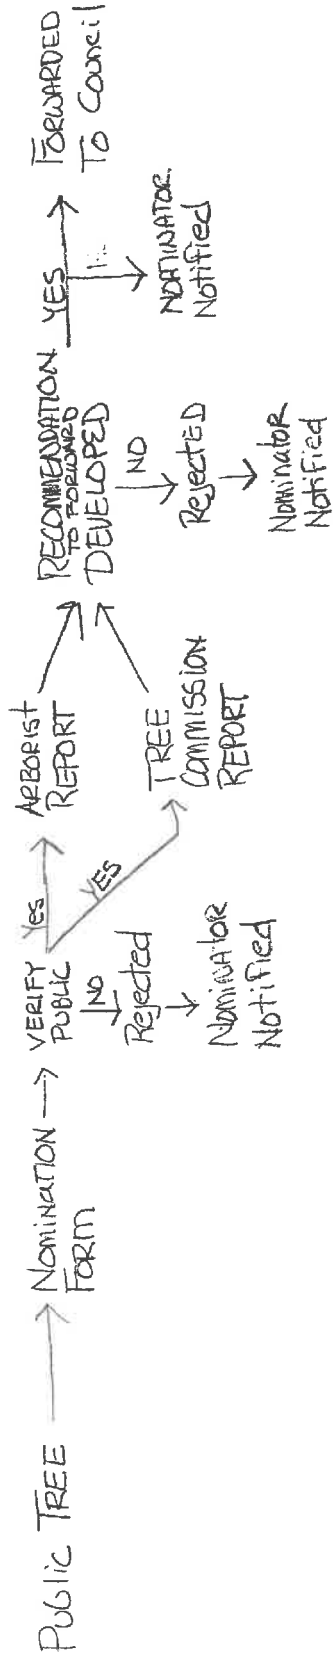 Public TREE
Nomination
FORM
VERIFY
PUBLIC
Yes
YES
NO
Rejected
Nominator
Notified
ARBORIST
REPORT
TREE
COMMISSION
REPORT
RECOMMENDATION
TO FORWARD
DEVELOPED
NO
Rejected
Nominator
Notified
YES
NOMINATOR
Notified
FORWARDED
To Council